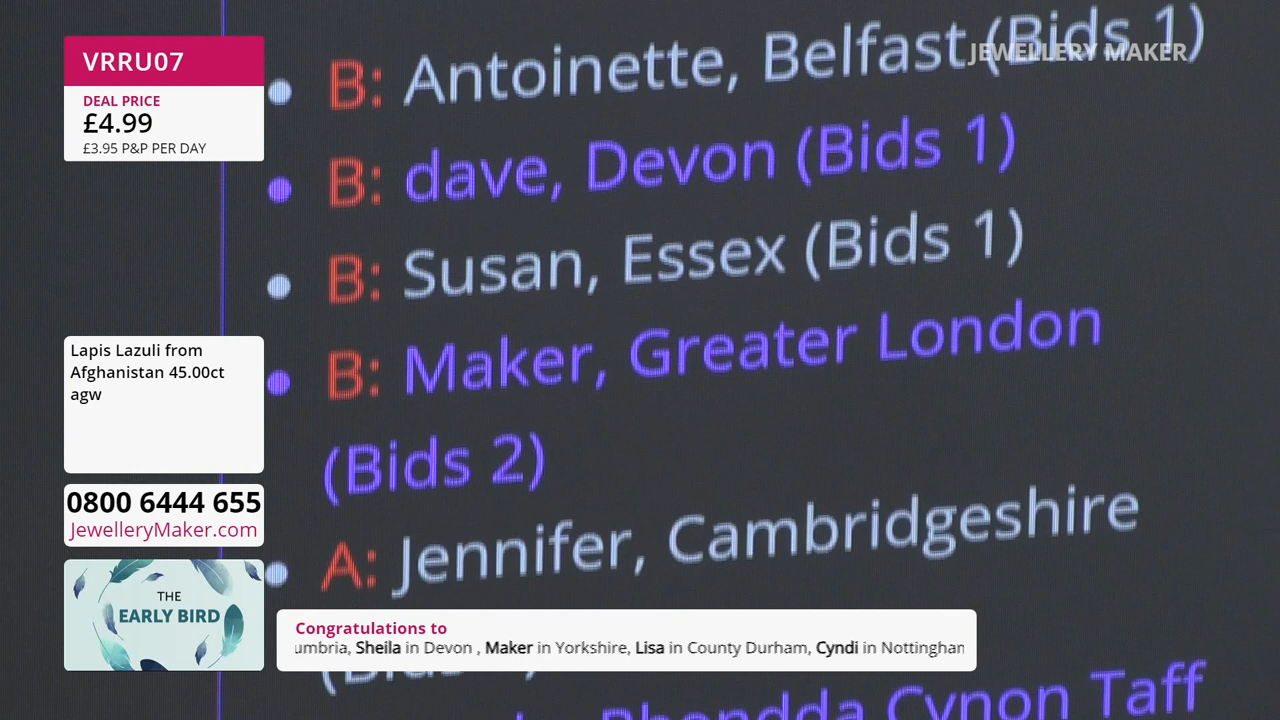 VRRU07
DEAL PRICE
£4.99
£3.95 P&P PER DAY
JEWELLERY MAKER
B: Antoinette, Belfast (Bids 1)
B: dave, Devon (Bids 1)
B: Susan, Essex (Bids 1)
B: Maker, Greater London
(Bids 2)
A: Jennifer, Cambridgeshire
Rhondda Cynon Taff
Lapis Lazuli from
Afghanistan 45.00ct
agw
0800 6444 655
JewelleryMaker.com
THE
EARLY BIRD
Congratulations to
umbria, Sheila in Devon , Maker in Yorkshire, Lisa in County Durham, Cyndi in Nottingham